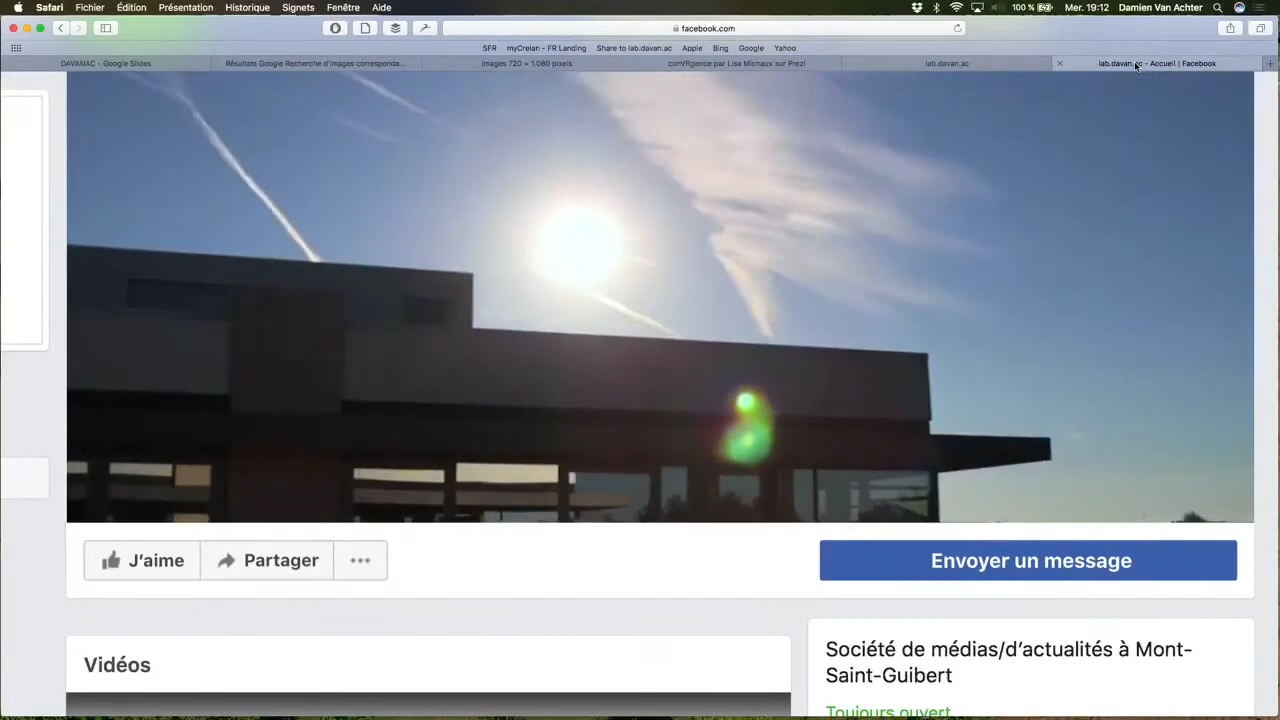 Safari Fichier Édition Présentation Historique Signets Fenêtre Aide 100 % Mer. 19:12 Damien Van Achter
facebook.com
SFR myCrelan - FR Landing Share to lab.davan.ac Apple Bing Google Yahoo
DAVANAC - Google Slides Résultats Google Recherche d'images corresponda... images 720 × 1.080 pixels conVRgence par Lisa Michaux sur Prezi lab.davan.ac lab.davan.ac - Accueil | Facebook
J'aime Partager ... Envoyer un message
Vidéos
Société de médias/d'actualités à Mont-
Saint-Guibert
Toujours ouvert